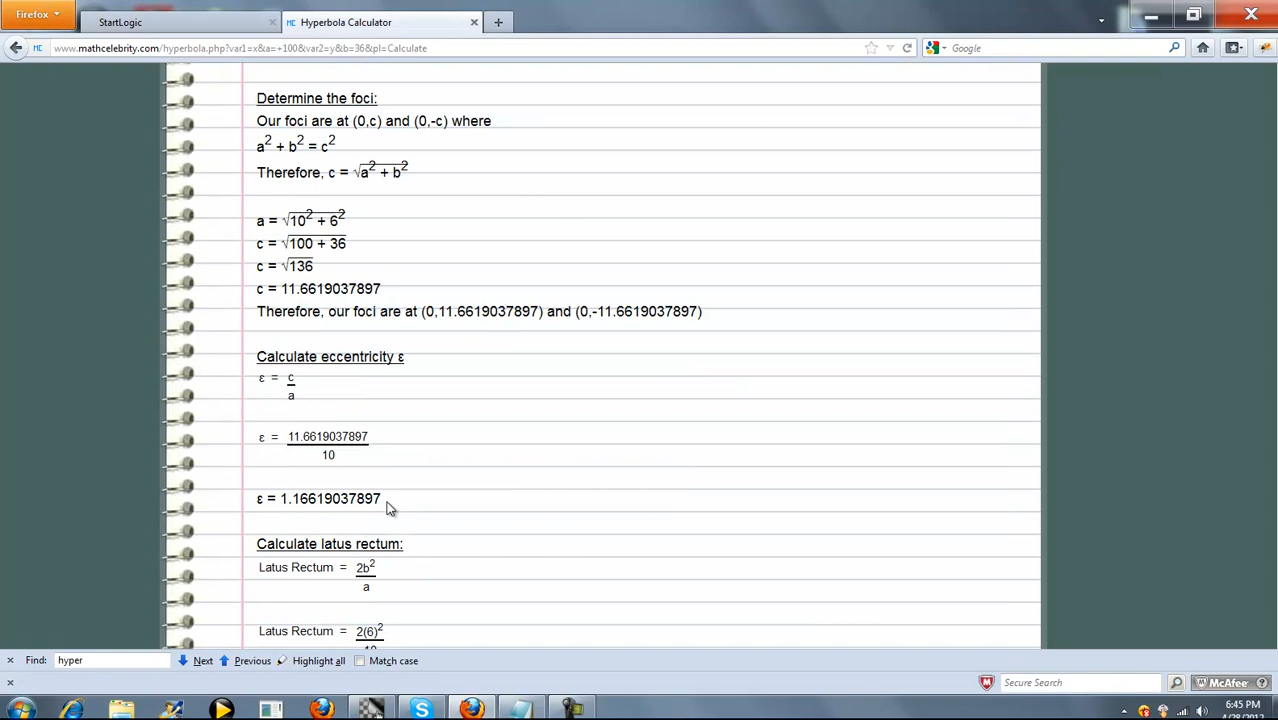 Firefox
StartLogic
Hyperbola Calculator
www.mathcelebrity.com/hyperbola.php?var1=x&a=+100&var2=y&b=36&pl=Calculate
Google
Determine the foci:
Our foci are at (0,c) and (0,-c) where
a² + b² = c²
Therefore, c = √a² + b²
a = √10² + 6²
c = √100 + 36
c = √136
c = 11.6619037897
Therefore, our foci are at (0,11.6619037897) and (0,-11.6619037897)
Calculate eccentricity ε
ε = c
a
ε = 11.6619037897
10
ε = 1.16619037897
Calculate latus rectum:
Latus Rectum = 2b²
a
Latus Rectum = 2(6)²
10
Find: hyper Next Previous Highlight all Match case
Secure Search McAfee
6:45 PM
4/28/2012